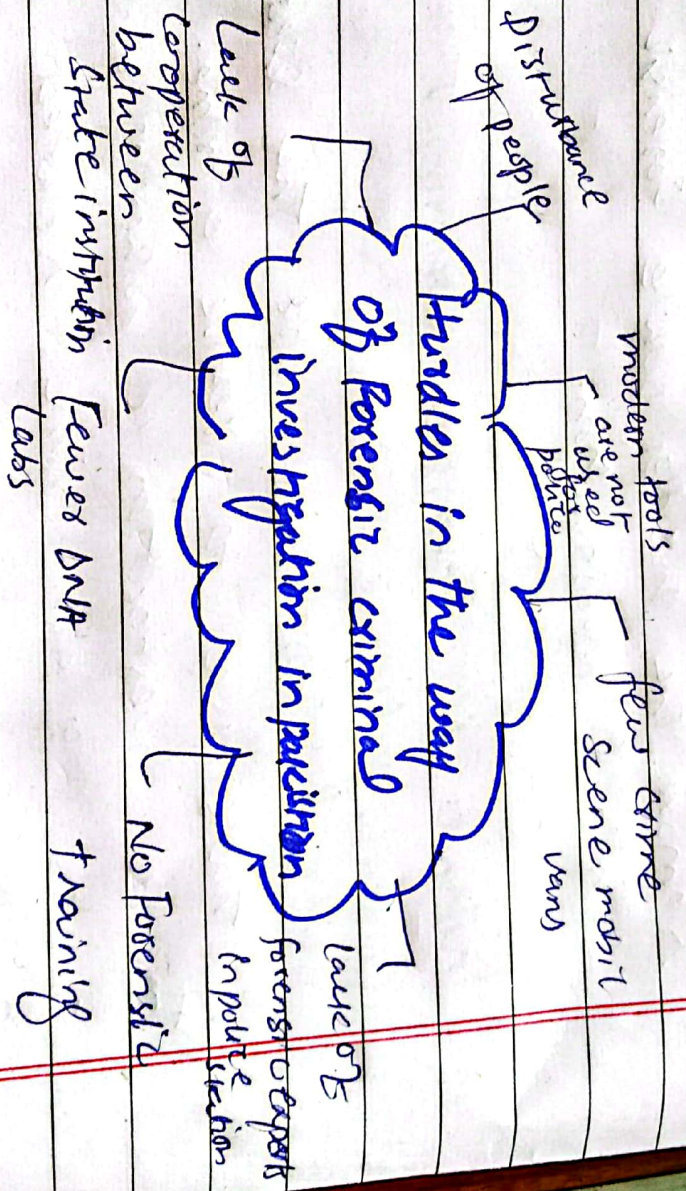 Disturbance
of people
modern tools
are not
used
for
police
few crime
scene mobil
vans
Hurdles in the way
of Forensic criminal
investigation in pakistan
lack of
forensic experts
in police station
Lack of
Cooperation
between
State institution
Fewer DNA
Labs
No Forensic
training